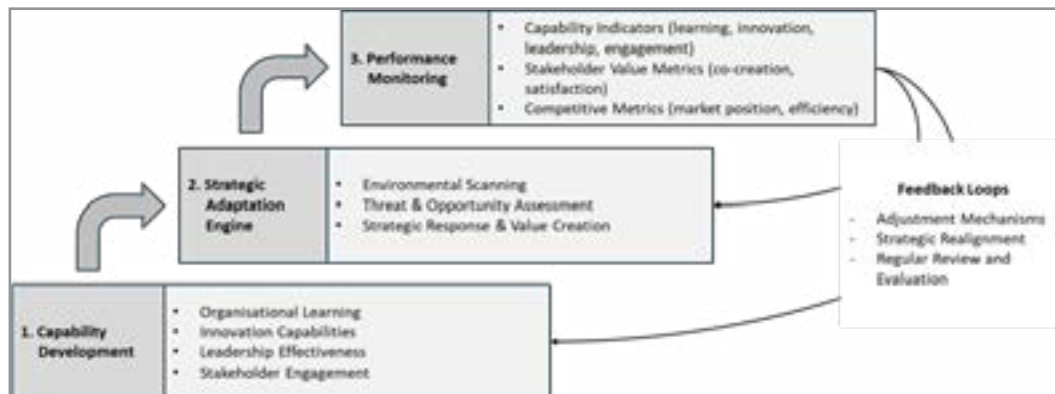 3. Performance
Monitoring
• Capability Indicators (learning, innovation,
leadership, engagement)
• Stakeholder Value Metrics (co-creation,
satisfaction)
• Competitive Metrics (market position, efficiency)
2. Strategic
Adaptation
Engine
• Environmental Scanning
• Threat & Opportunity Assessment
• Strategic Response & Value Creation
Feedback Loops
- Adjustment Mechanisms
- Strategic Realignment
- Regular Review and
Evaluation
1. Capability
Development
• Organisational Learning
• Innovation Capabilities
• Leadership Effectiveness
• Stakeholder Engagement